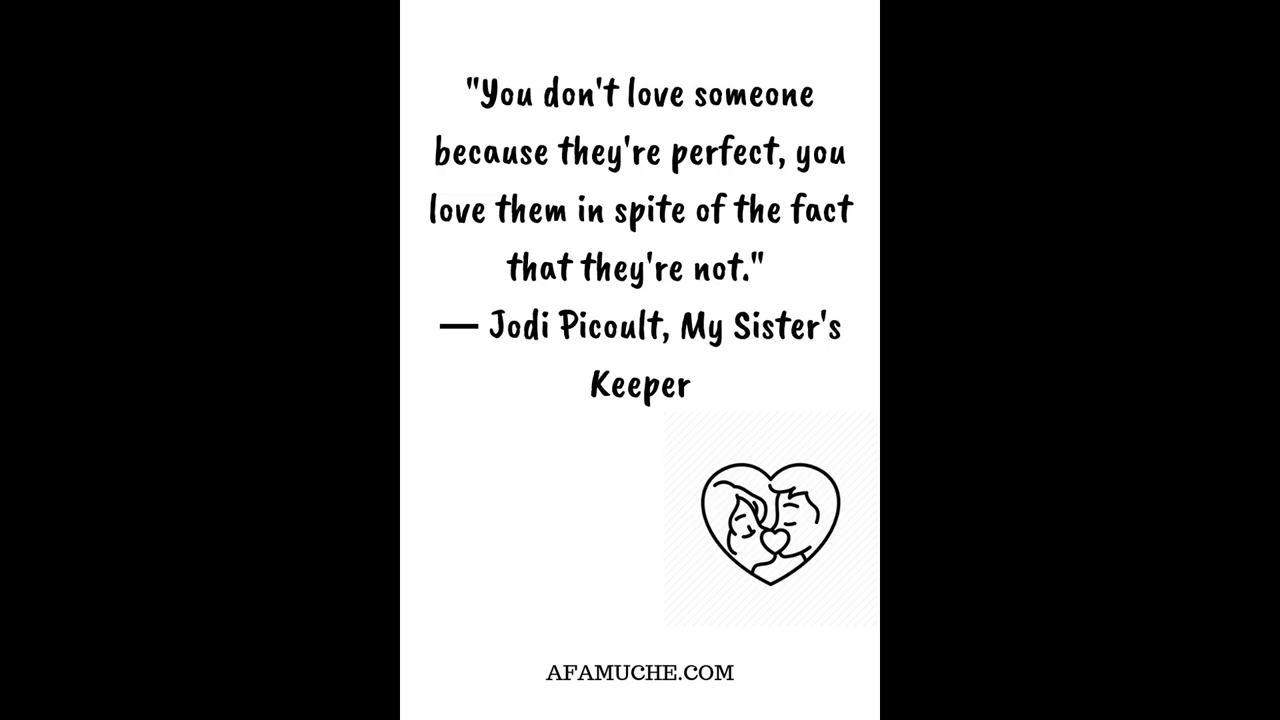 "You don't love someone
because they're perfect, you
love them in spite of the fact
that they're not."
— Jodi Picoult, My Sister's
Keeper
AFAMUCHE.COM